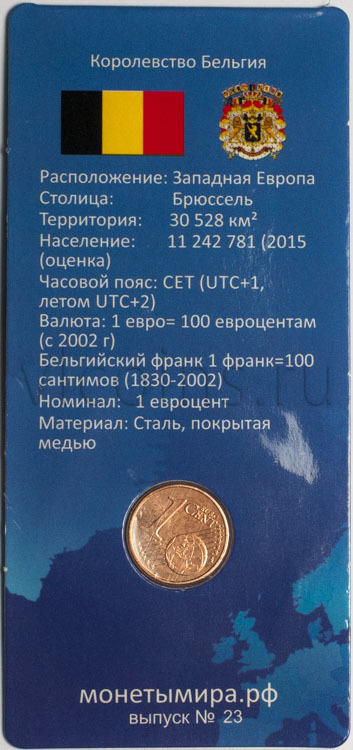 Королевство Бельгия
Расположение: Западная Европа
Столица: Брюссель
Территория: 30 528 км²
Население: 11 242 781 (2015
(оценка)
Часовой пояс: CET (UTC+1,
летом UTC+2)
Валюта: 1 евро= 100 евроцентам
(с 2002 г)
Бельгийский франк 1 франк=100
сантимов (1830-2002)
Номинал: 1 евроцент
Материал: Сталь, покрытая
медью
1
EURO
CENT
монетымира.рф
выпуск № 23